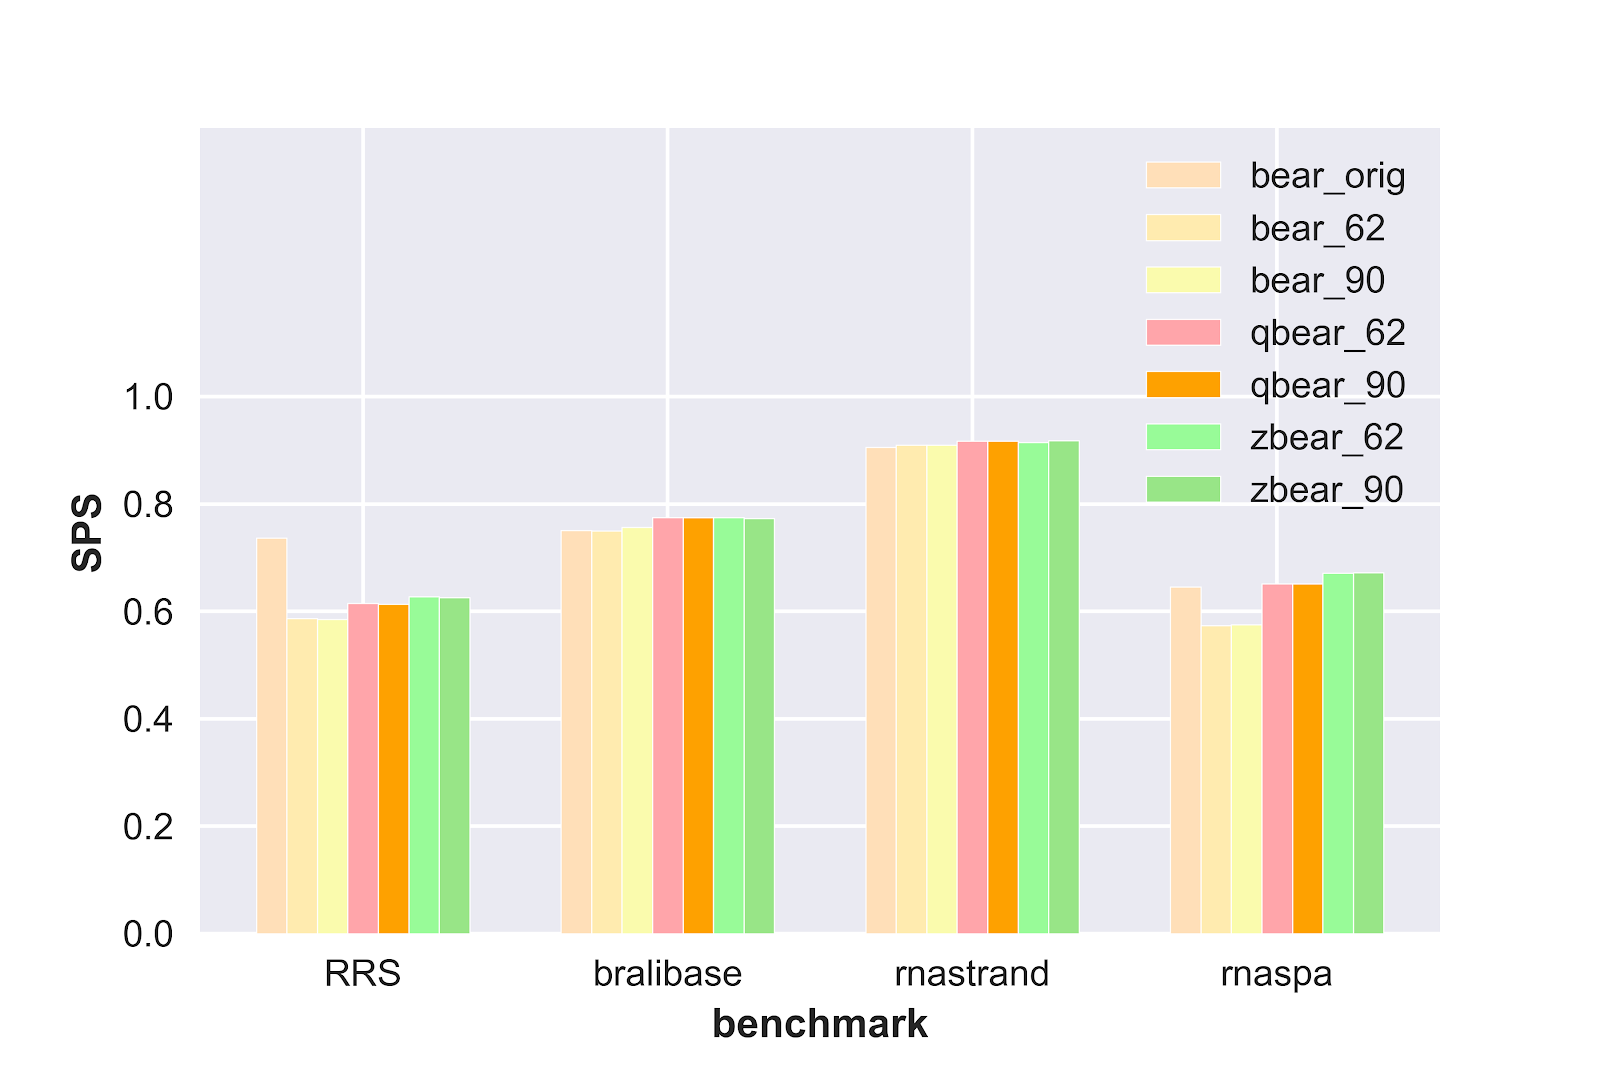 bear_orig
bear_62
bear_90
qbear_62
qbear_90
zbear_62
zbear_90
1.0
0.8
0.6
0.4
0.2
0.0
SPS
RRS bralibase rnastrand rnaspa
benchmark